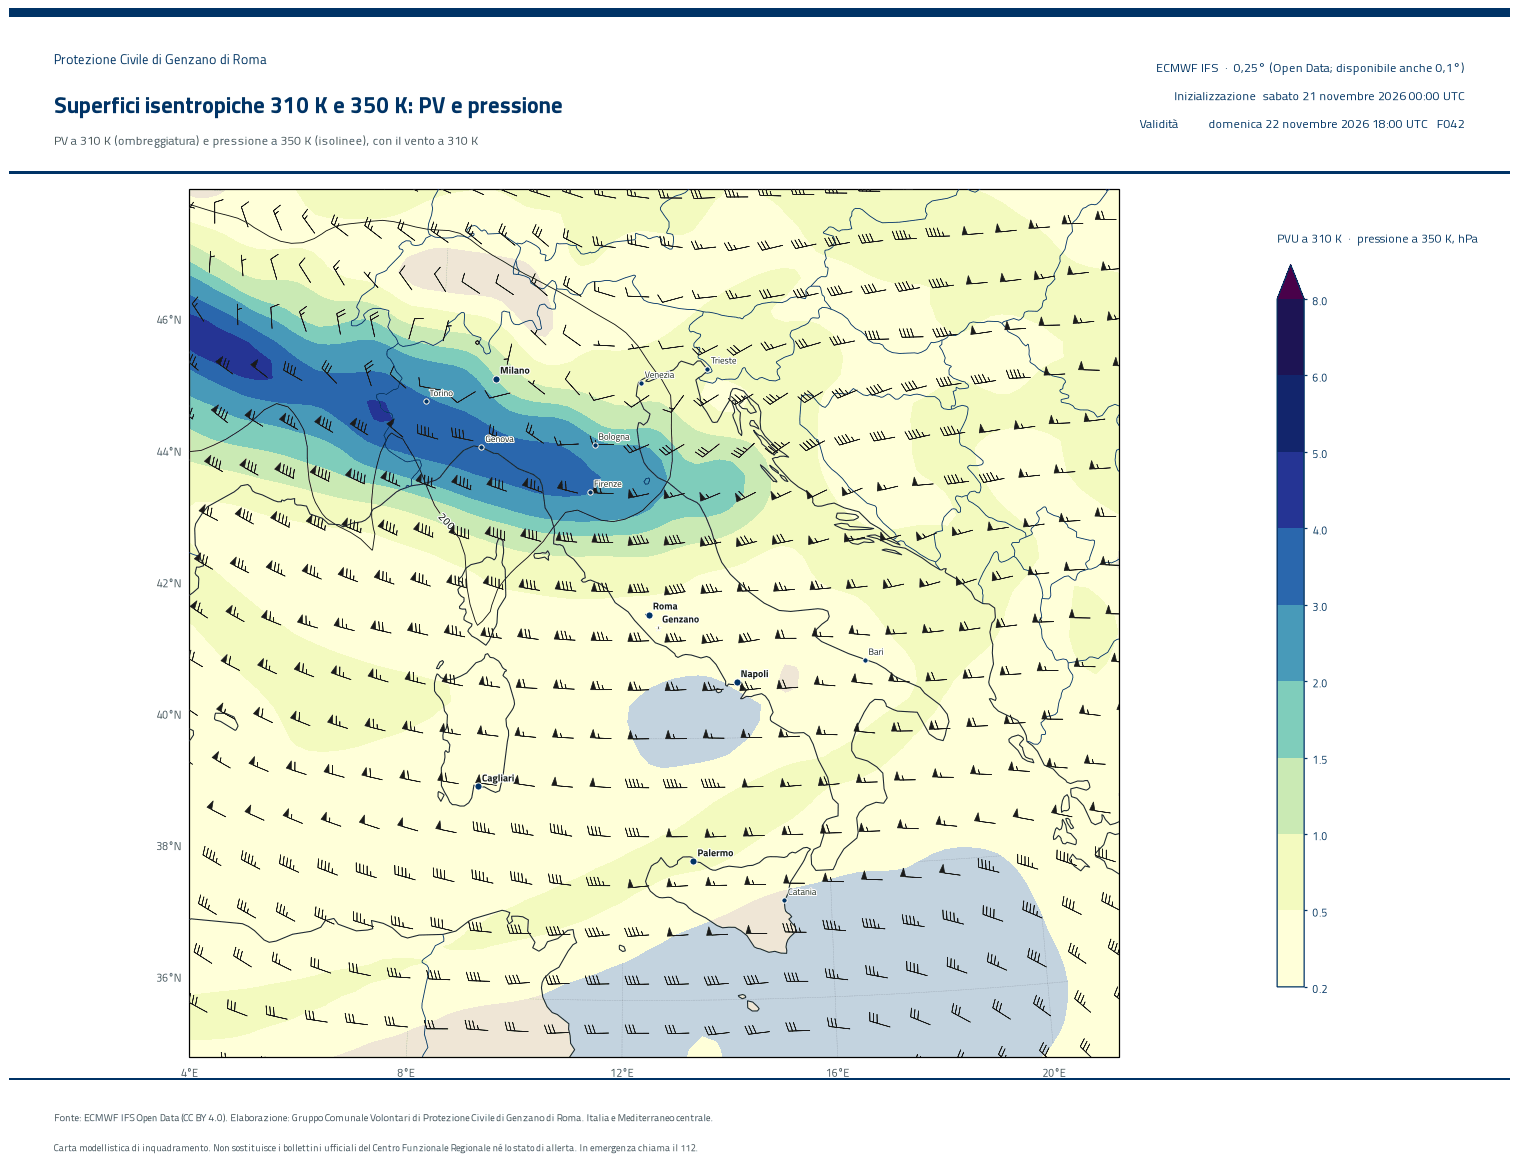 Protezione Civile di Genzano di Roma
Superfici isentropiche 310 K e 350 K: PV e pressione
PV a 310 K (ombreggiatura) e pressione a 350 K (isolinee), con il vento a 310 K
ECMWF IFS · 0,25° (Open Data; disponibile anche 0,1°)
Inizializzazione sabato 21 novembre 2026 00:00 UTC
Validità domenica 22 novembre 2026 18:00 UTC F042
PVU a 310 K · pressione a 350 K, hPa
8.0
6.0
5.0
4.0
3.0
2.0
1.5
1.0
0.5
0.2
46°N
44°N
42°N
40°N
38°N
36°N
4°E
8°E
12°E
16°E
20°E
Trieste
Milano
Venezia
Torino
Bologna
Genova
Firenze
200
Roma
Genzano
Bari
Napoli
Cagliari
Palermo
Catania
Fonte: ECMWF IFS Open Data (CC BY 4.0). Elaborazione: Gruppo Comunale Volontari di Protezione Civile di Genzano di Roma. Italia e Mediterraneo centrale.
Carta modellistica di inquadramento. Non sostituisce i bollettini ufficiali del Centro Funzionale Regionale né lo stato di allerta. In emergenza chiama il 112.